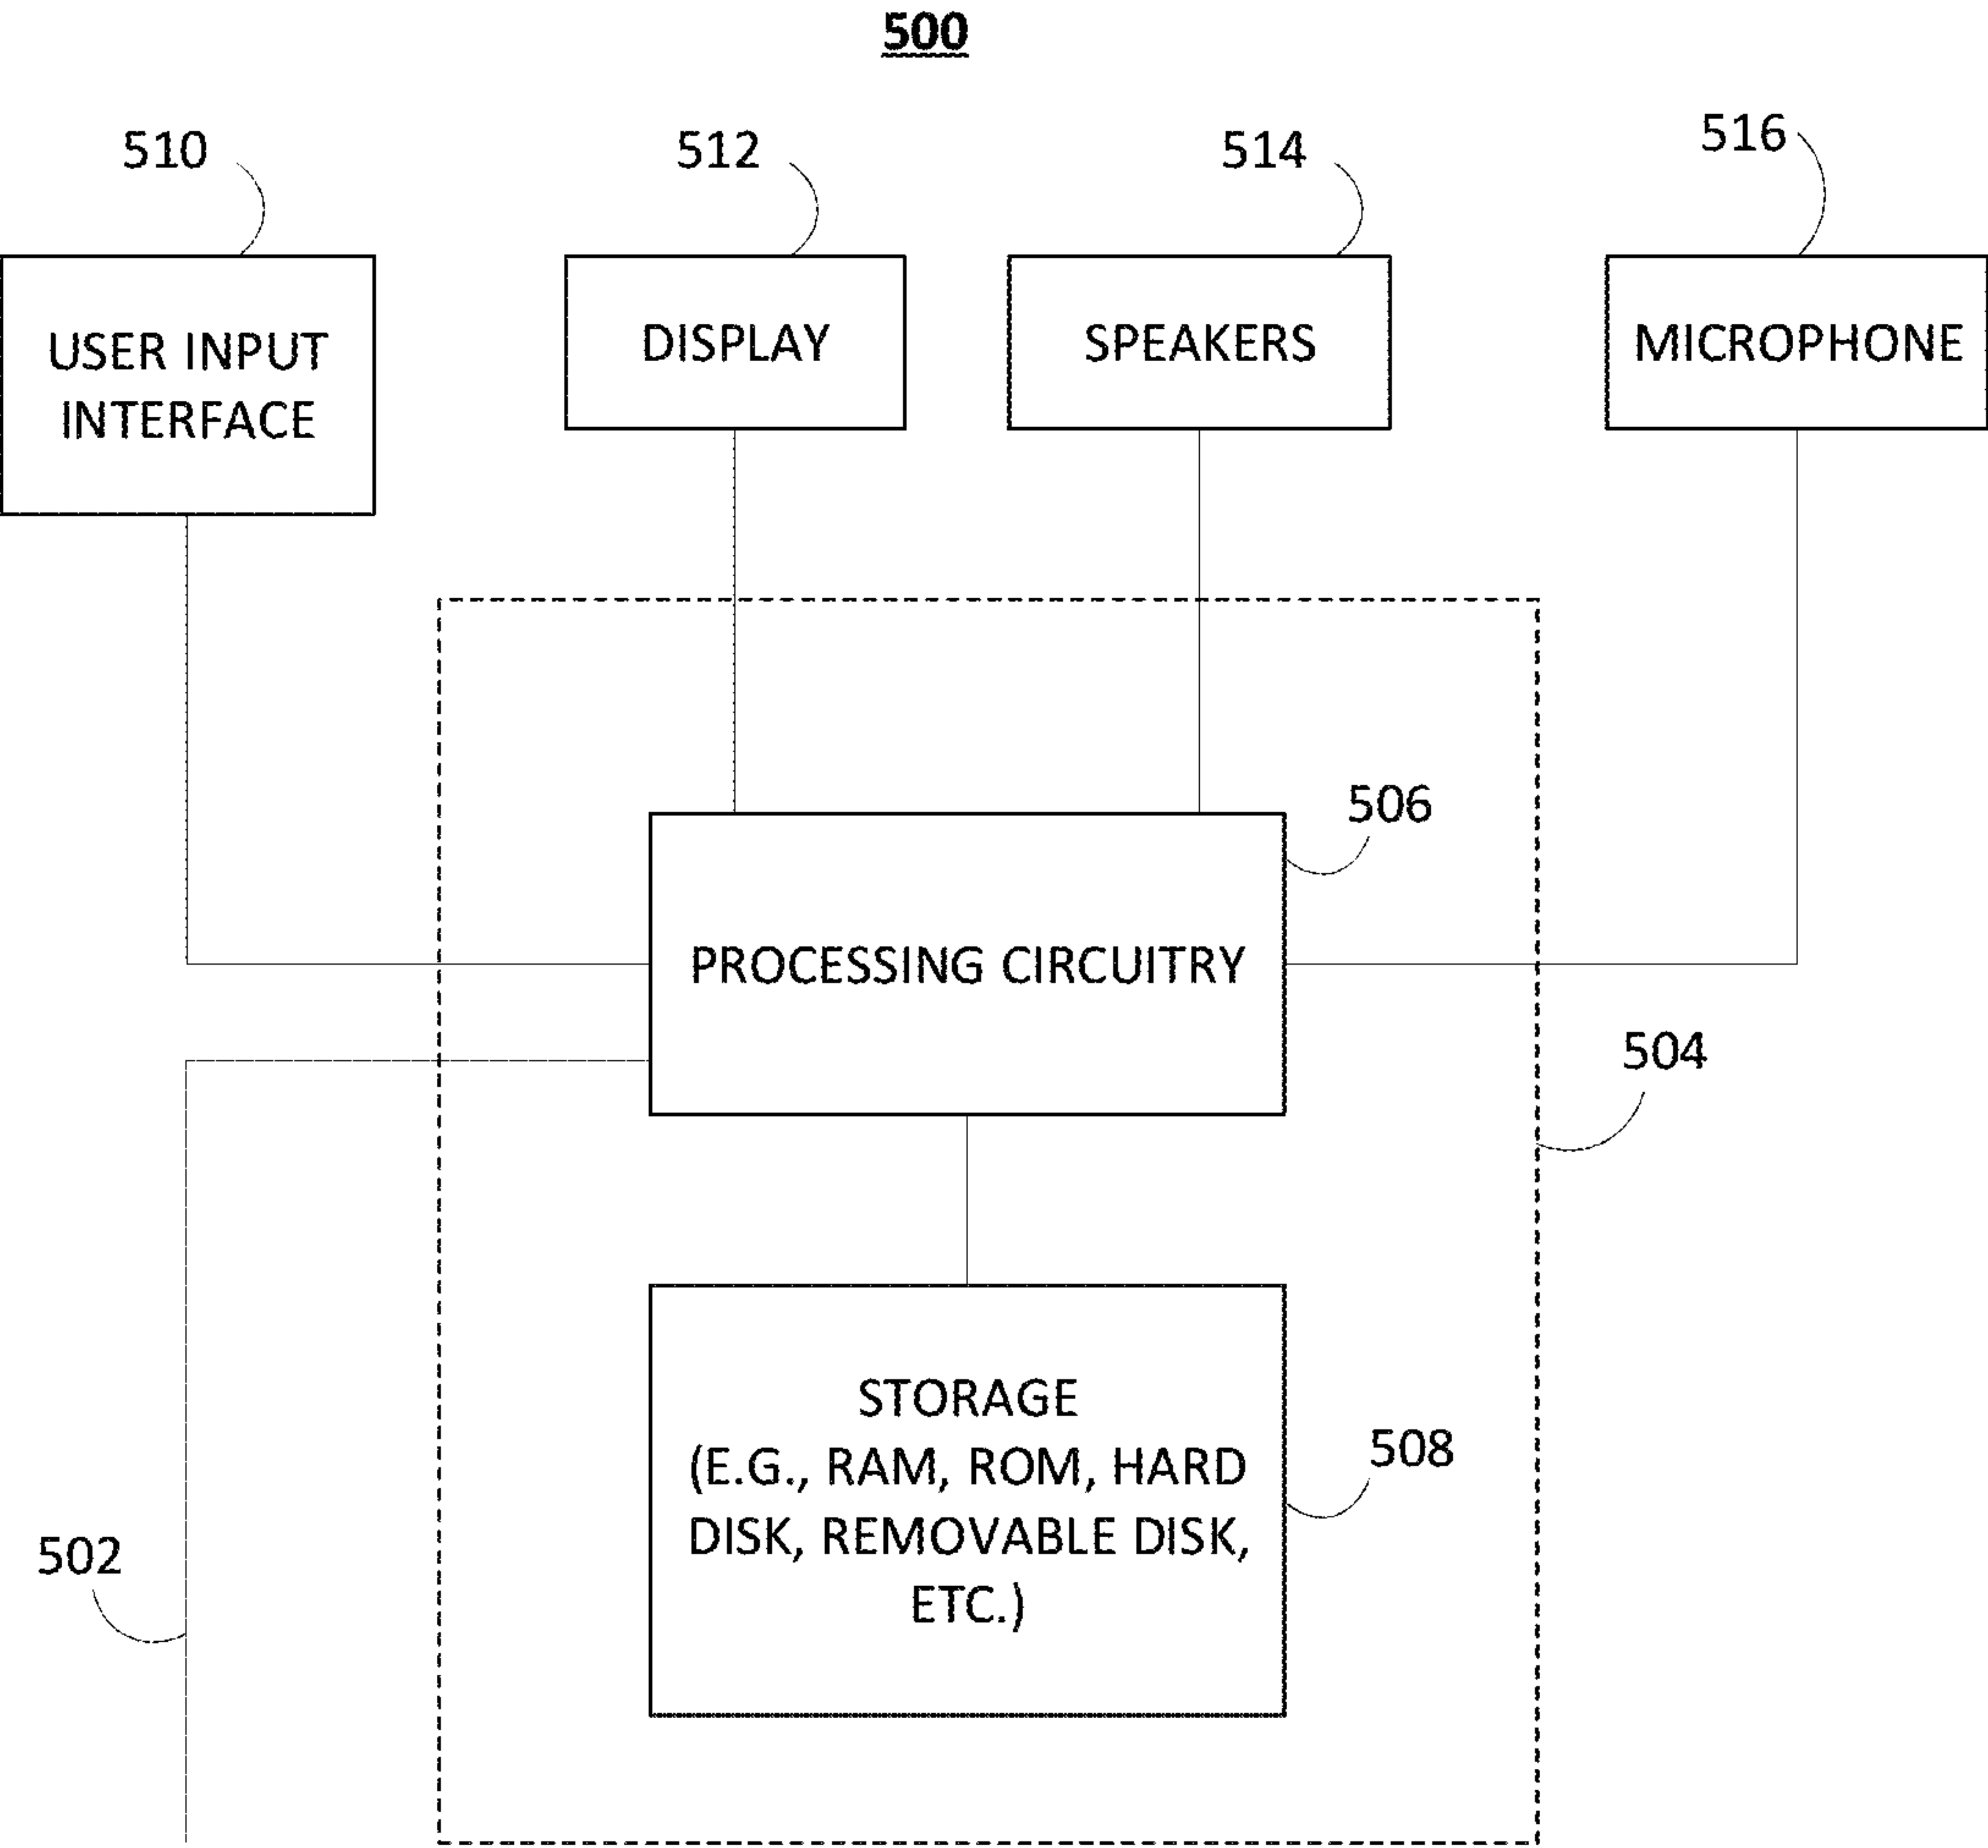 500
510
512
514
516
USER INPUT
INTERFACE
DISPLAY
SPEAKERS
MICROPHONE
506
PROCESSING CIRCUITRY
504
STORAGE
(E.G., RAM, ROM, HARD
DISK, REMOVABLE DISK,
ETC.)
508
502